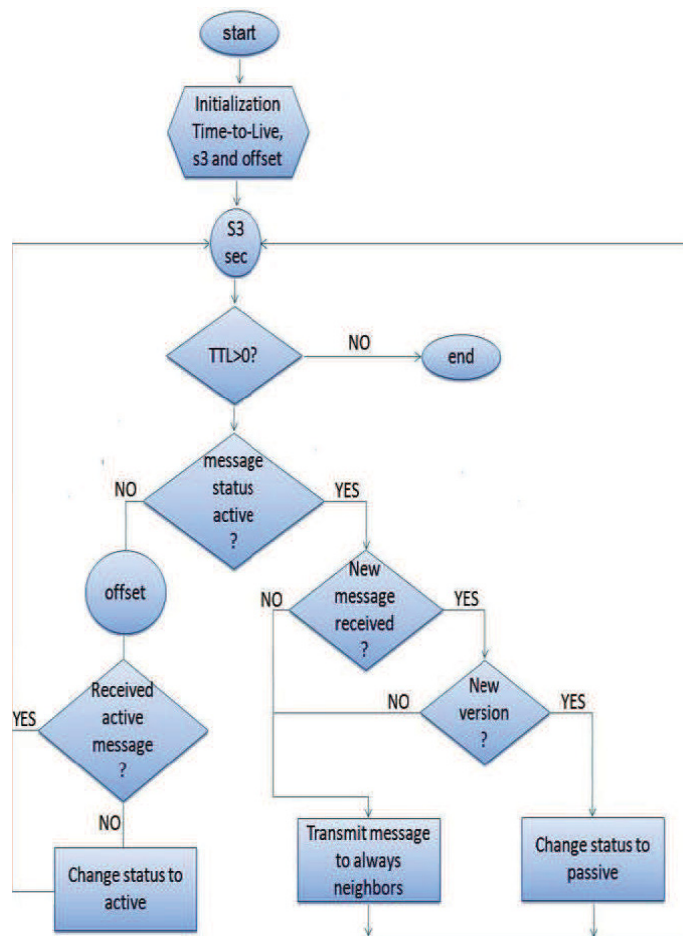 start
Initialization
Time-to-Live,
s3 and offset
S3
sec
TTL>0?
NO
end
message
status
active
?
NO
YES
offset
New
message
received
?
NO
YES
Received
active
message
?
YES
NO
New
version
?
NO
YES
Change status to
active
Transmit message
to always
neighbors
Change status to
passive